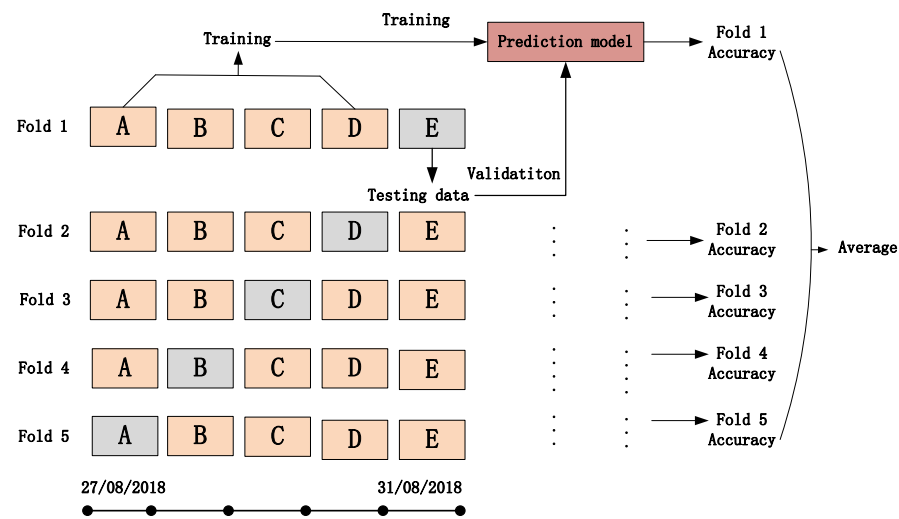 Training
Training
Prediction model
Fold 1
Accuracy
Fold 1
A B C D E
Validatiton
Testing data
Fold 2
A B C D E
Fold 2
Accuracy
Average
Fold 3
A B C D E
Fold 3
Accuracy
Fold 4
A B C D E
Fold 4
Accuracy
Fold 5
A B C D E
Fold 5
Accuracy
27/08/2018
31/08/2018